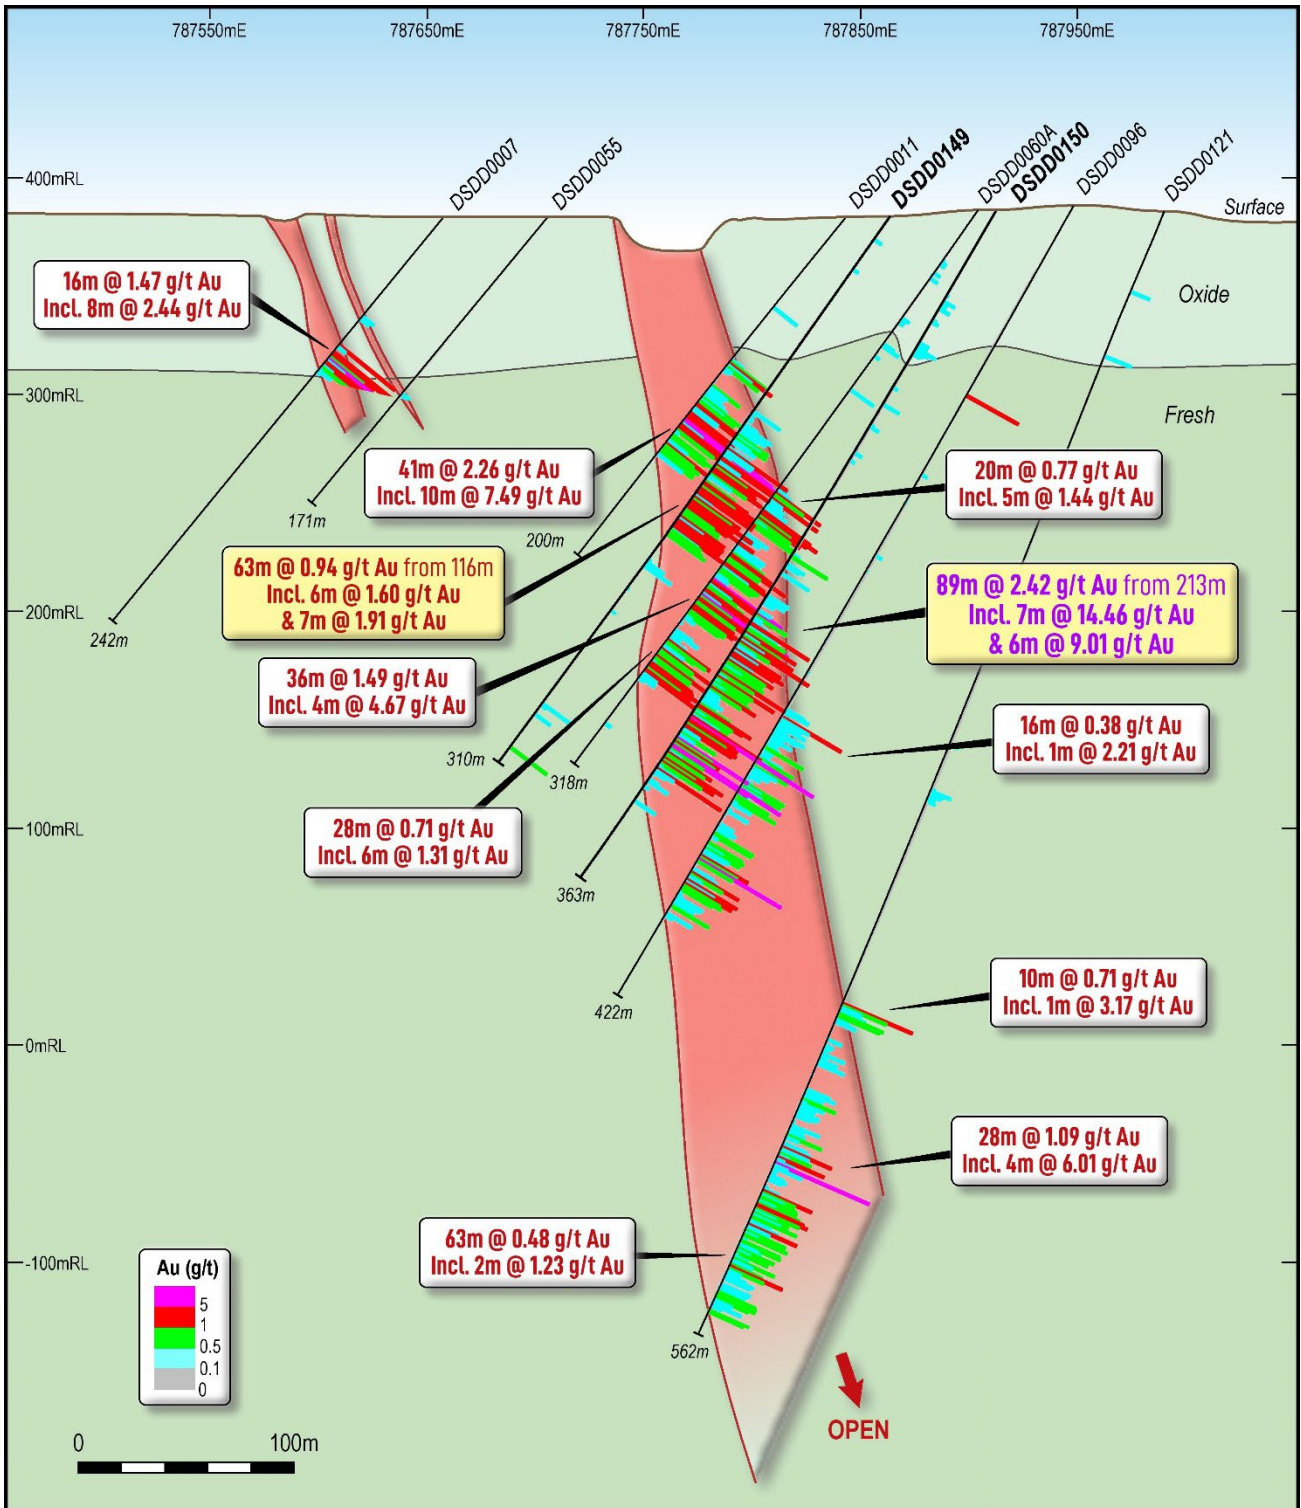 787550mE
787650mE
787750mE
787850mE
787950mE
DSDD0007
DSDD0055
DSDD0011
DSDD0149
DSDD0060A
DSDD0150
DSDD0096
DSDD0121
400mRL
Surface
16m @ 1.47 g/t Au
Incl. 8m @ 2.44 g/t Au
Oxide
300mRL
Fresh
41m @ 2.26 g/t Au
Incl. 10m @ 7.49 g/t Au
20m @ 0.77 g/t Au
Incl. 5m @ 1.44 g/t Au
171m
200m
63m @ 0.94 g/t Au from 116m
Incl. 6m @ 1.60 g/t Au
& 7m @ 1.91 g/t Au
89m @ 2.42 g/t Au from 213m
Incl. 7m @ 14.46 g/t Au
& 6m @ 9.01 g/t Au
200mRL
242m
36m @ 1.49 g/t Au
Incl. 4m @ 4.67 g/t Au
16m @ 0.38 g/t Au
Incl. 1m @ 2.21 g/t Au
310m
318m
100mRL
28m @ 0.71 g/t Au
Incl. 6m @ 1.31 g/t Au
363m
10m @ 0.71 g/t Au
Incl. 1m @ 3.17 g/t Au
422m
0mRL
28m @ 1.09 g/t Au
Incl. 4m @ 6.01 g/t Au
63m @ 0.48 g/t Au
Incl. 2m @ 1.23 g/t Au
-100mRL
Au (g/t)
5
1
0.5
0.1
0
562m
OPEN
0 100m